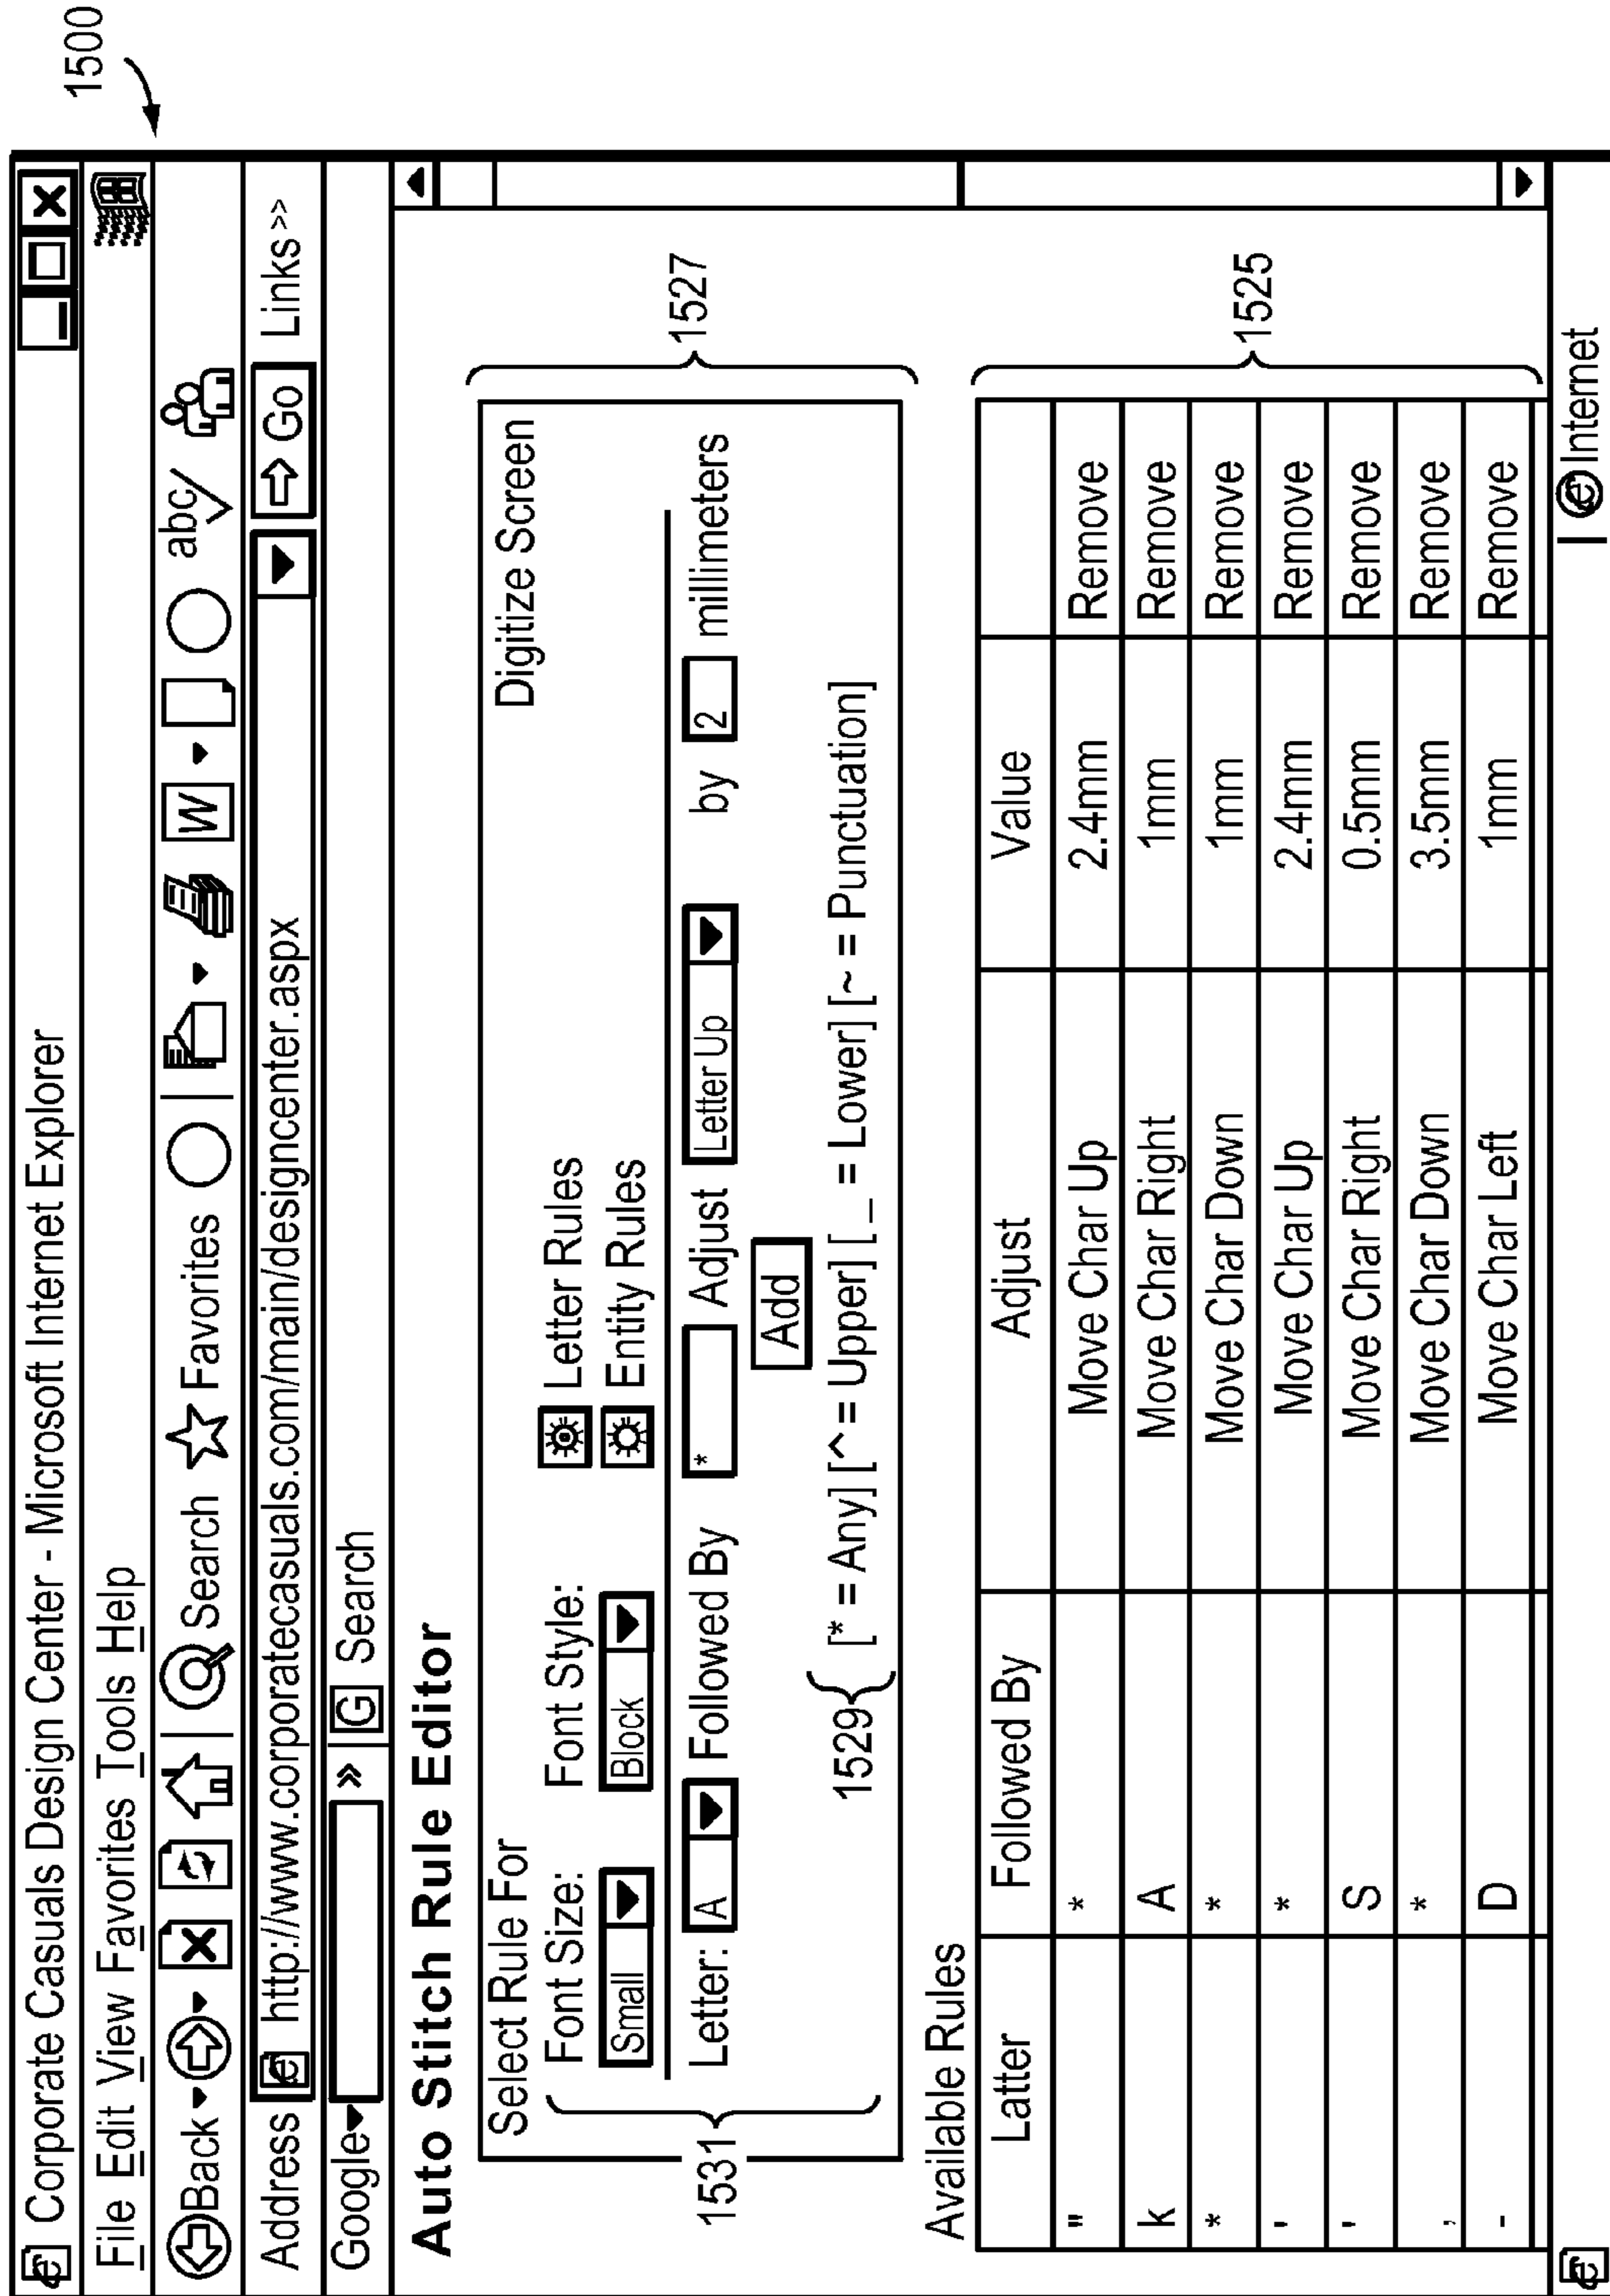 1500
Corporate Casuals Design Center - Microsoft Internet Explorer
File Edit View Favorites Tools Help
Back Search Favorites W abc
Address http://www.corporatecasuals.com/main/designcenter.aspx Go Links >>
Google » G Search
Auto Stitch Rule Editor
Select Rule For Digitize Screen
Font Size: Font Style: Letter Rules
Small Block Entity Rules
Letter: A Followed By * Adjust Letter Up by 2 millimeters
Add
[* = Any] [^ = Upper] [_ = Lower] [~ = Punctuation]
1531
1529
1527
Available Rules
Latter Followed By Adjust Value
" * Move Char Up 2.4mm Remove
k A Move Char Right 1mm Remove
* * Move Char Down 1mm Remove
' * Move Char Up 2.4mm Remove
' S Move Char Right 0.5mm Remove
, * Move Char Down 3.5mm Remove
- D Move Char Left 1mm Remove
1525
Internet